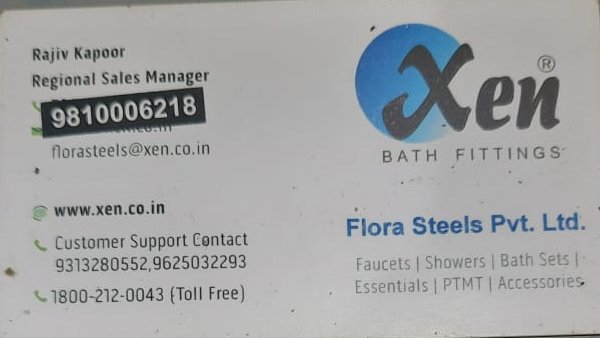 Rajiv Kapoor
Regional Sales Manager
9810006218
florasteels@xen.co.in
www.xen.co.in
Customer Support Contact
9313280552,9625032293
1800-212-0043 (Toll Free)
Xen®
BATH FITTINGS
Flora Steels Pvt. Ltd.
Faucets | Showers | Bath Sets |
Essentials | PTMT | Accessories